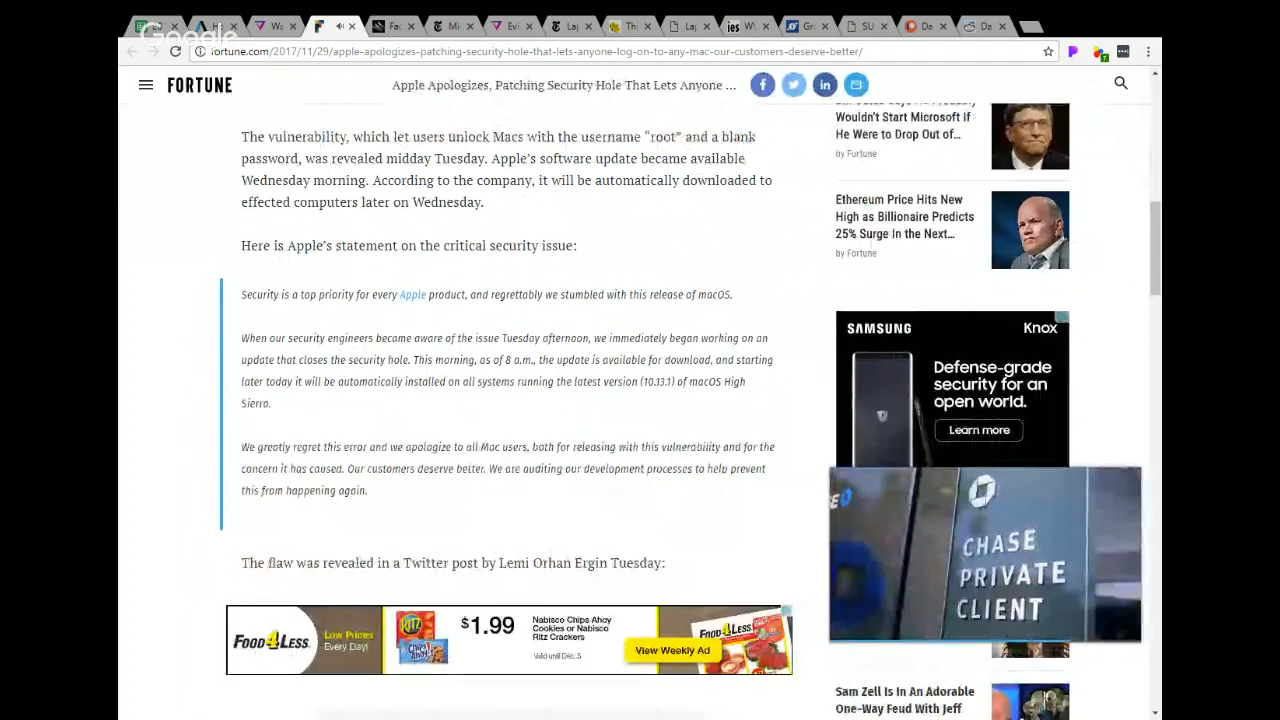 Google
fortune.com/2017/11/29/apple-apologizes-patching-security-hole-that-lets-anyone-log-on-to-any-mac-our-customers-deserve-better/
FORTUNE
Apple Apologizes, Patching Security Hole That Lets Anyone ...
The vulnerability, which let users unlock Macs with the username “root” and a blank
password, was revealed midday Tuesday. Apple’s software update became available
Wednesday morning. According to the company, it will be automatically downloaded to
effected computers later on Wednesday.
Here is Apple’s statement on the critical security issue:
Security is a top priority for every Apple product, and regrettably we stumbled with this release of macOS.
When our security engineers became aware of the issue Tuesday afternoon, we immediately began working on an
update that closes the security hole. This morning, as of 8 a.m., the update is available for download, and starting
later today it will be automatically installed on all systems running the latest version (10.13.1) of macOS High
Sierra.
We greatly regret this error and we apologize to all Mac users, both for releasing with this vulnerability and for the
concern it has caused. Our customers deserve better. We are auditing our development processes to help prevent
this from happening again.
The flaw was revealed in a Twitter post by Lemi Orhan Ergin Tuesday:
FOOD4LESS.
Low Prices
Every Day!
RITZ
Chips Ahoy!
$1.99
Nabisco Chips Ahoy
Cookies or Nabisco
Ritz Crackers
Valid until Dec. 5
View Weekly Ad
FOOD4LESS
Wouldn’t Start Microsoft if
He Were to Drop Out of...
by Fortune
Ethereum Price Hits New
High as Billionaire Predicts
25% Surge In the Next...
by Fortune
SAMSUNG
Knox
Defense-grade
security for an
open world.
Learn more
CHASE
PRIVATE
CLIENT
Sam Zell Is In An Adorable
One-Way Feud With Jeff